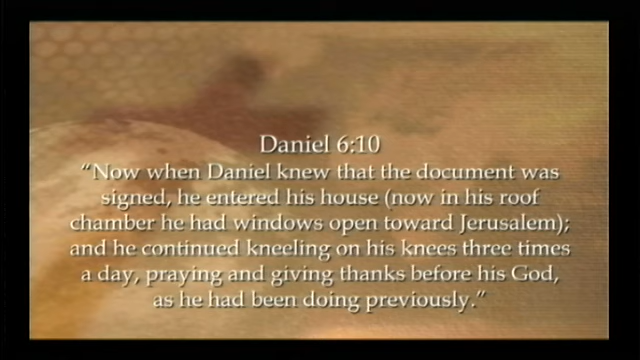 Daniel 6:10
“Now when Daniel knew that the document was
signed, he entered his house (now in his roof
chamber he had windows open toward Jerusalem);
and he continued kneeling on his knees three times
a day, praying and giving thanks before his God,
as he had been doing previously.”